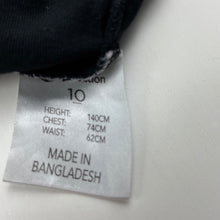 10
HEIGHT: 140CM
CHEST: 74CM
WAIST: 62CM
MADE IN
BANGLADESH